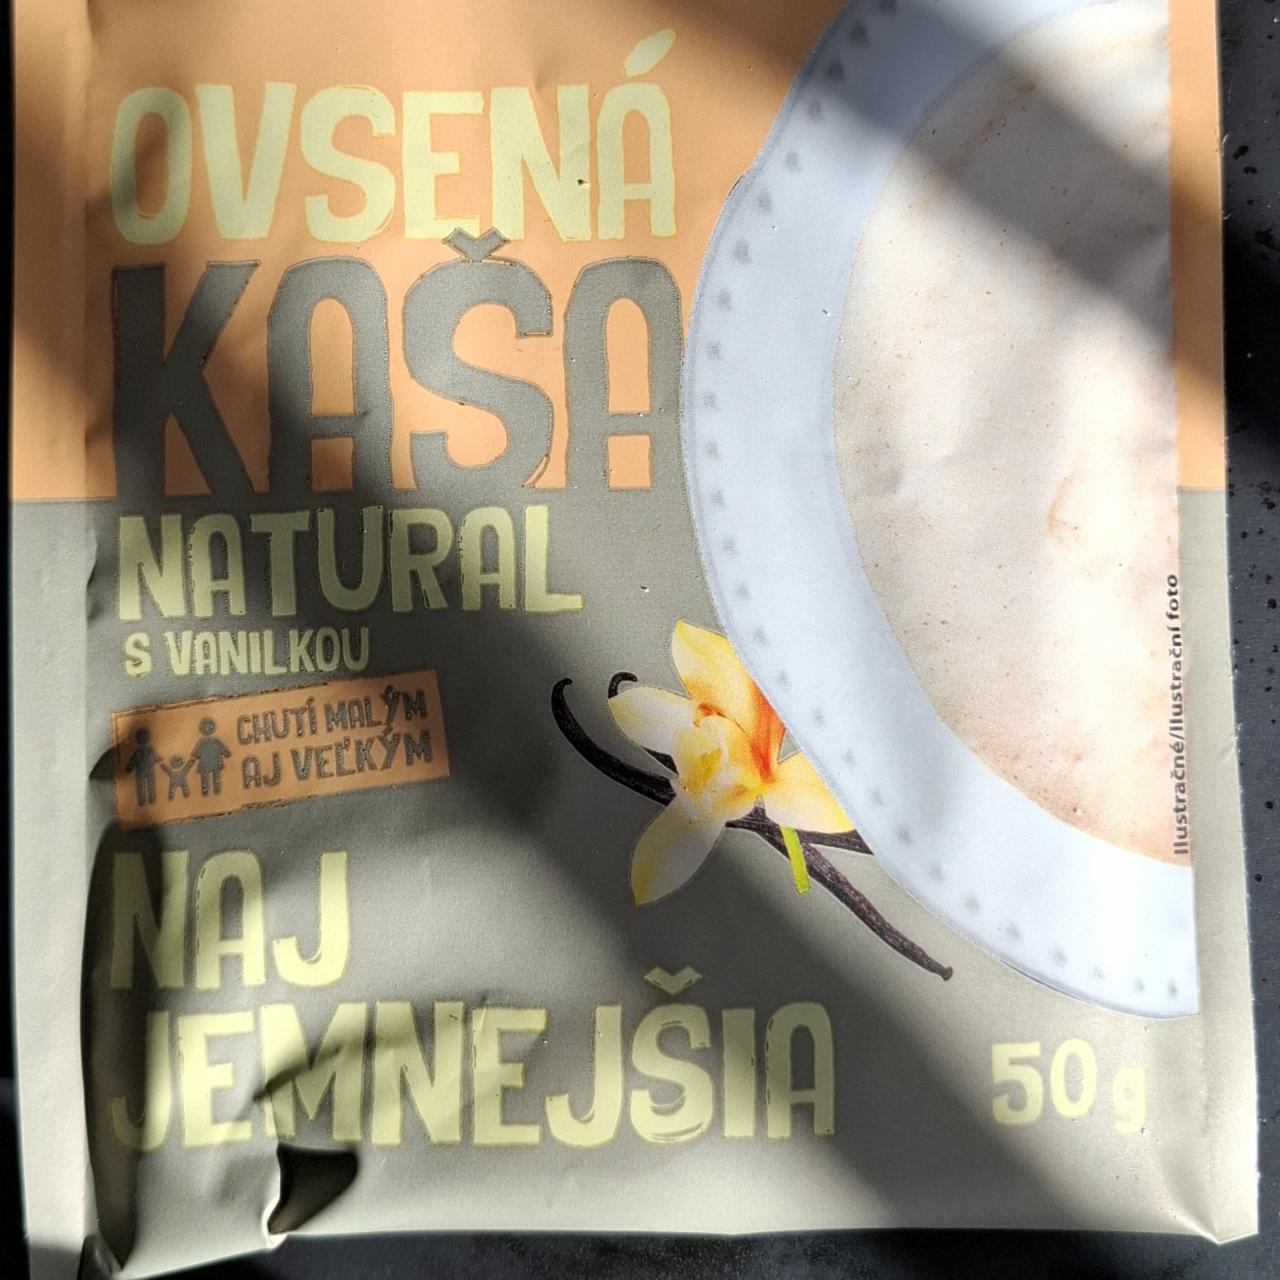 OVSENÁ
KAŠA
NATURAL
S VANILKOU
CHUTÍ MALÝM
AJ VEĽKÝM
NAJ
JEMNEJŠIA
50 g
Ilustračné/Ilustrační foto